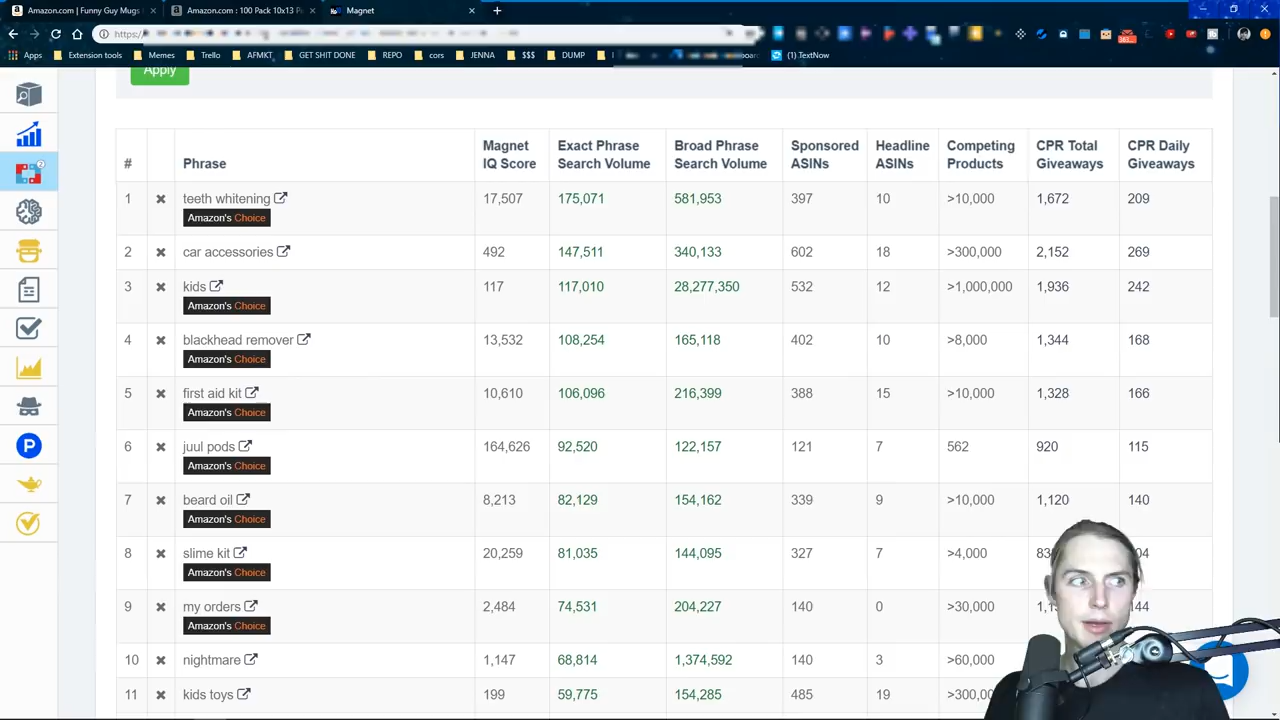 Amazon.com | Funny Guy Mugs
Amazon.com : 100 Pack 10x13 P
Magnet
https://
Apps
Extension tools
Memes
Trello
AFMKT
GET SHIT DONE
REPO
cors
JENNA
$$$
DUMP
(1) TextNow
Apply
# Phrase Magnet IQ Score Exact Phrase Search Volume Broad Phrase Search Volume Sponsored ASINs Headline ASINs Competing Products CPR Total Giveaways CPR Daily Giveaways
1 teeth whitening 17,507 175,071 581,953 397 10 >10,000 1,672 209
Amazon's Choice
2 car accessories 492 147,511 340,133 602 18 >300,000 2,152 269
3 kids 117 117,010 28,277,350 532 12 >1,000,000 1,936 242
Amazon's Choice
4 blackhead remover 13,532 108,254 165,118 402 10 >8,000 1,344 168
Amazon's Choice
5 first aid kit 10,610 106,096 216,399 388 15 >10,000 1,328 166
Amazon's Choice
6 juul pods 164,626 92,520 122,157 121 7 562 920 115
Amazon's Choice
7 beard oil 8,213 82,129 154,162 339 9 >10,000 1,120 140
Amazon's Choice
8 slime kit 20,259 81,035 144,095 327 7 >4,000
Amazon's Choice
9 my orders 2,484 74,531 204,227 140 0 >30,000 144
Amazon's Choice
10 nightmare 1,147 68,814 1,374,592 140 3 >60,000
11 kids toys 199 59,775 154,285 485 19 >300,00